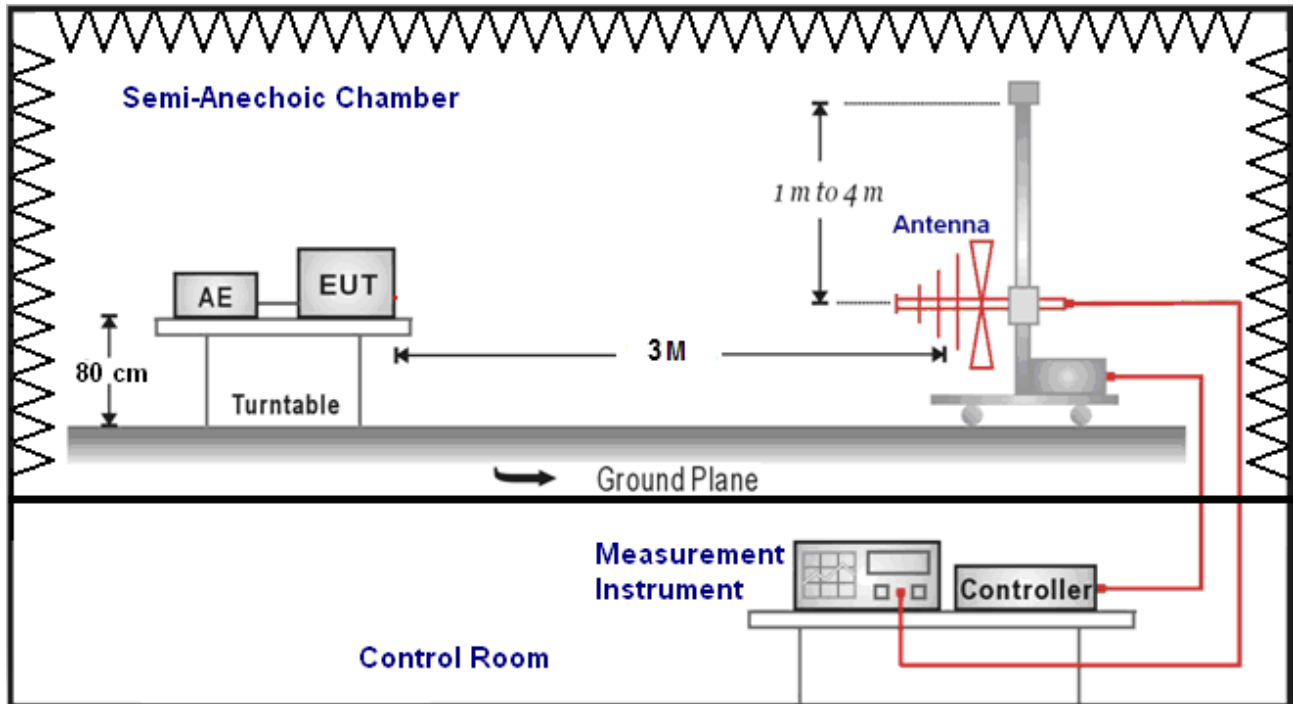 Semi-Anechoic Chamber
1 m to 4 m
Antenna
AE
EUT
3M
80 cm
Turntable
Ground Plane
Measurement
Instrument
Controller
Control Room